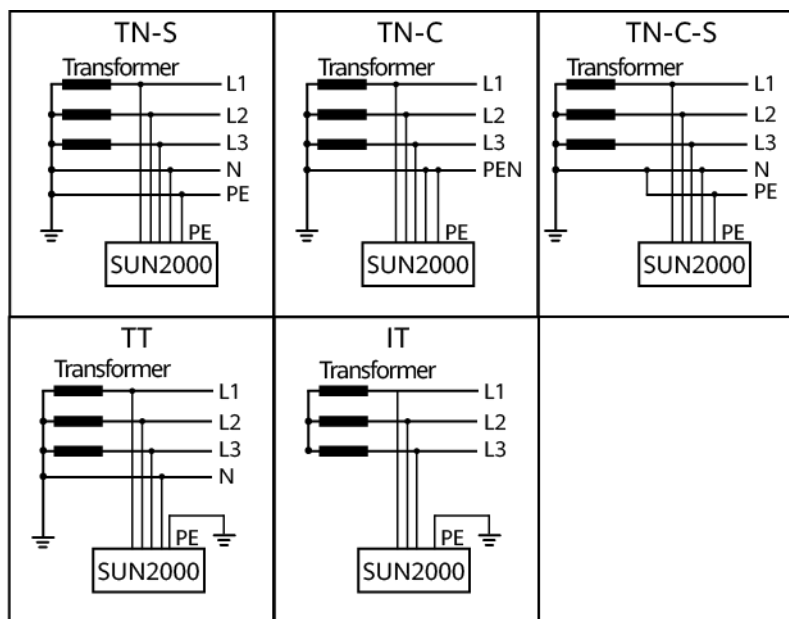 TN-S
Transformer
L1
L2
L3
N
PE
PE
SUN2000
TN-C
Transformer
L1
L2
L3
PEN
PE
SUN2000
TN-C-S
Transformer
L1
L2
L3
N
PE
PE
SUN2000
TT
Transformer
L1
L2
L3
N
PE
SUN2000
IT
Transformer
L1
L2
L3
PE
SUN2000